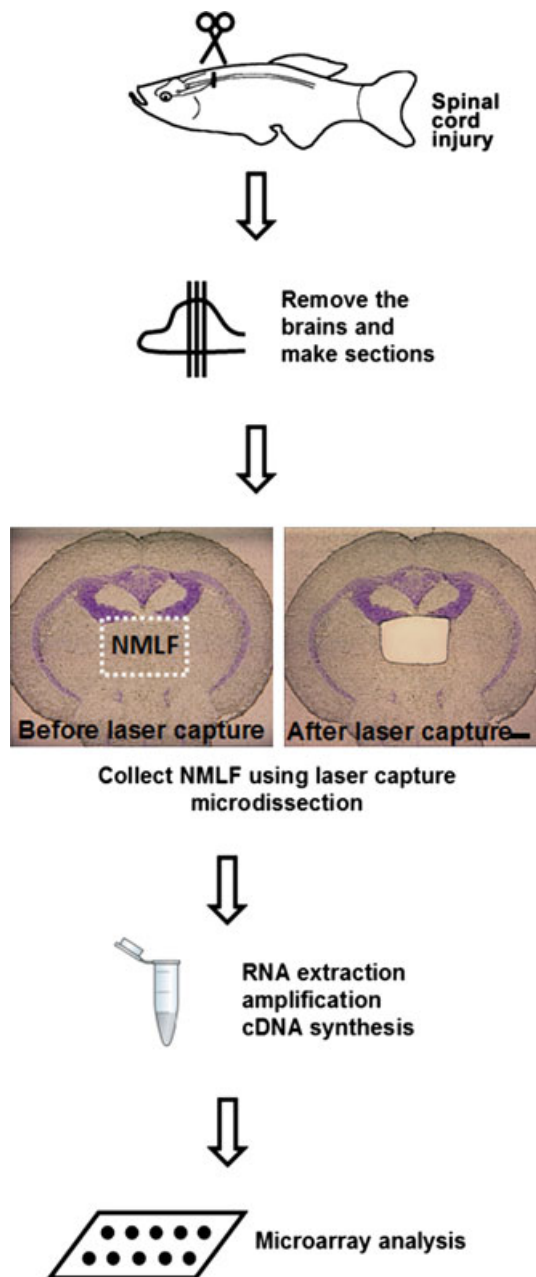 Spinal
cord
injury
Remove the
brains and
make sections
NMLF
Before laser capture
After laser capture
Collect NMLF using laser capture
microdissection
RNA extraction
amplification
cDNA synthesis
Microarray analysis